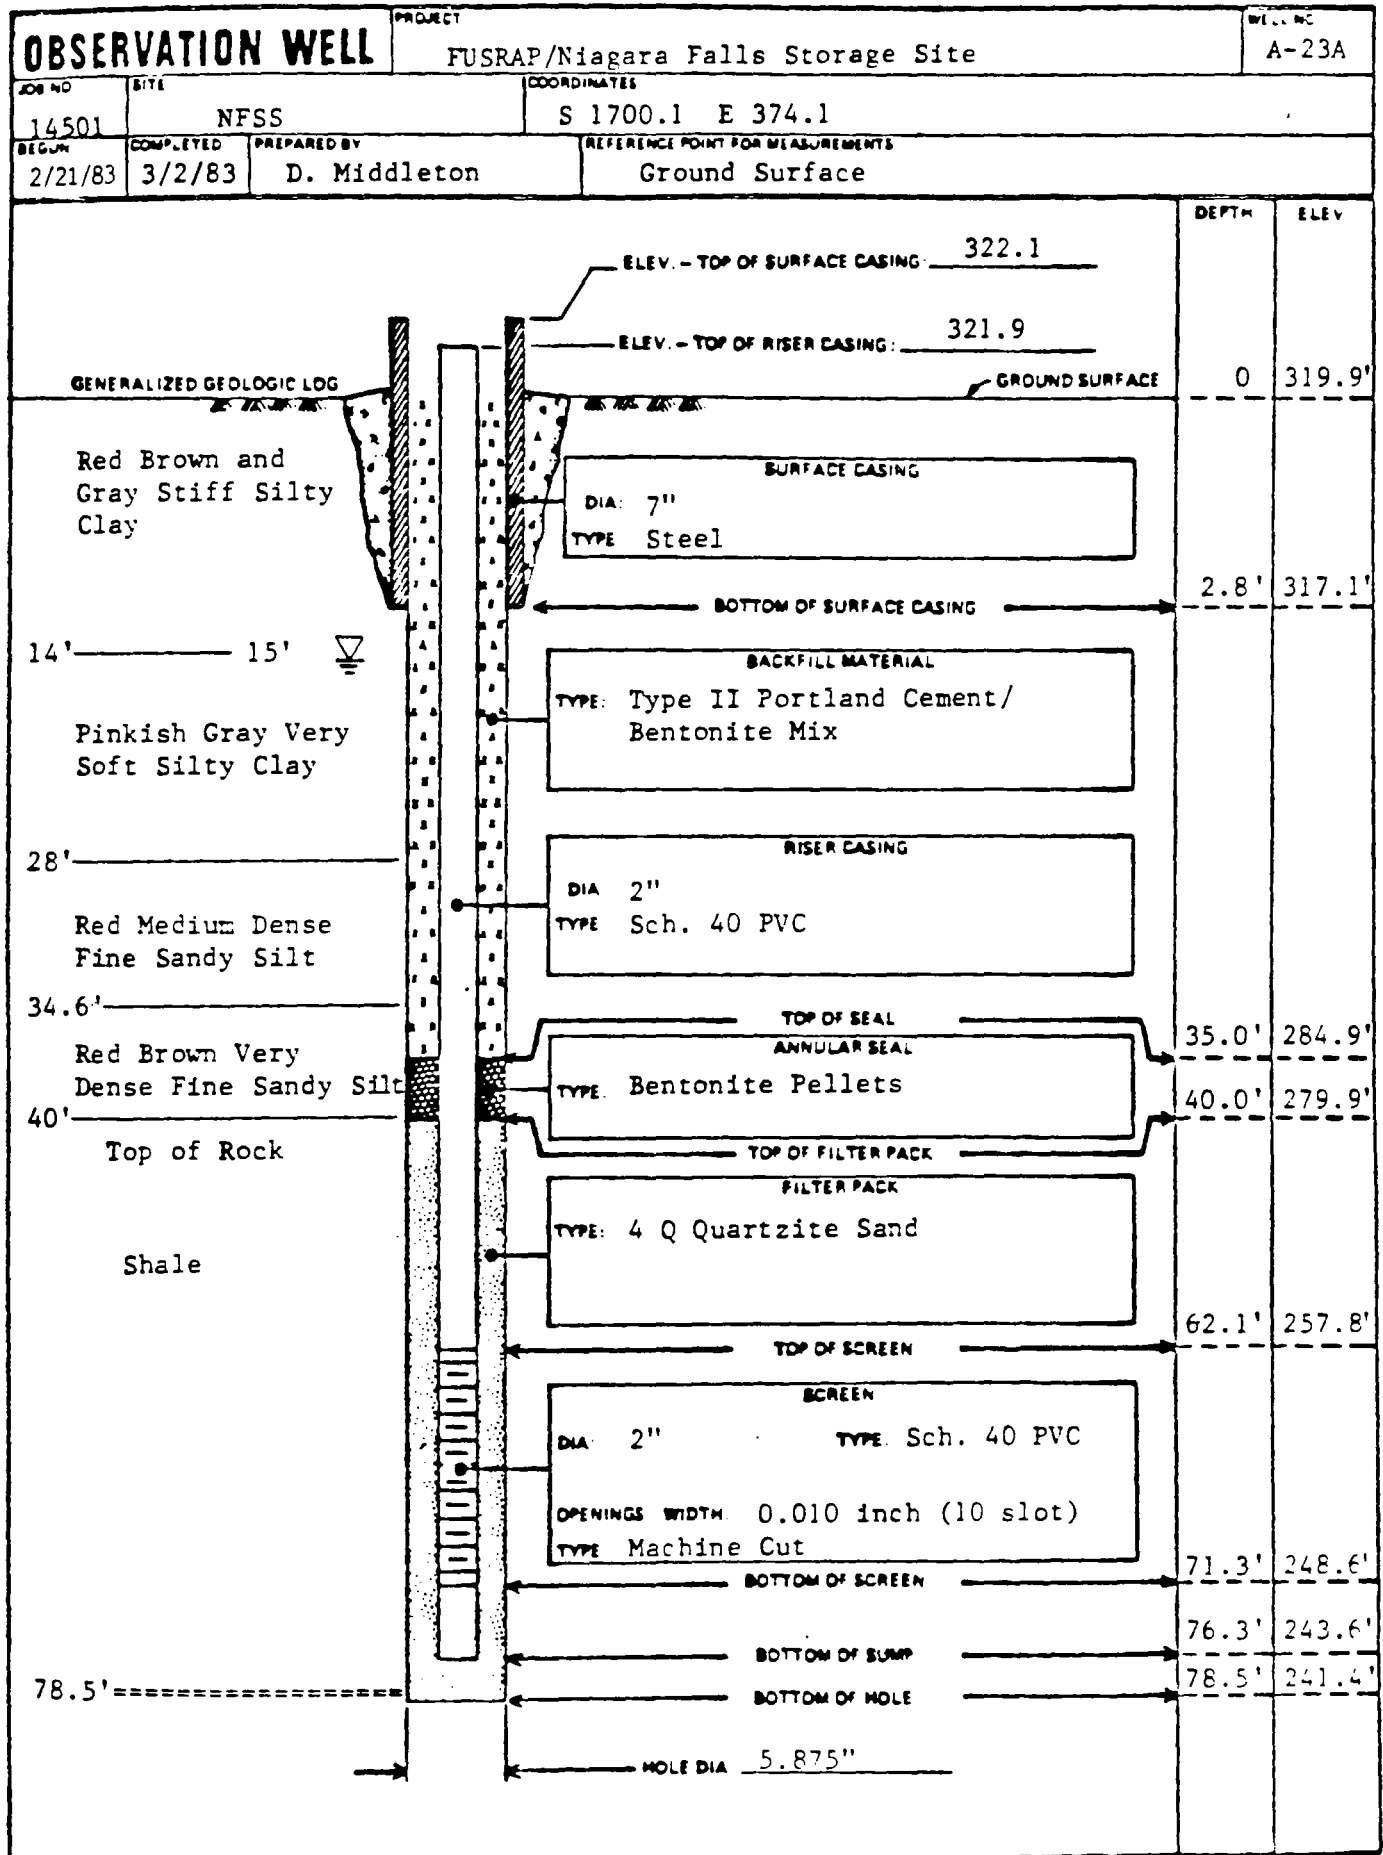 OBSERVATION WELL
PROJECT
FUSRAP/Niagara Falls Storage Site
WELL NO
A-23A
JOB NO
14501
SITE
NFSS
COORDINATES
S 1700.1 E 374.1
BEGUN
2/21/83
COMPLETED
3/2/83
PREPARED BY
D. Middleton
REFERENCE POINT FOR MEASUREMENTS
Ground Surface
DEPTH
ELEV
ELEV. – TOP OF SURFACE CASING: 322.1
ELEV. – TOP OF RISER CASING: 321.9
GENERALIZED GEOLOGIC LOG
GROUND SURFACE
0 319.9'
Red Brown and
Gray Stiff Silty
Clay
SURFACE CASING
DIA: 7"
TYPE Steel
BOTTOM OF SURFACE CASING
2.8' 317.1'
14' 15'
BACKFILL MATERIAL
TYPE: Type II Portland Cement/
Bentonite Mix
Pinkish Gray Very
Soft Silty Clay
28'
RISER CASING
DIA 2"
TYPE Sch. 40 PVC
Red Medium Dense
Fine Sandy Silt
34.6'
TOP OF SEAL
35.0' 284.9'
Red Brown Very
Dense Fine Sandy Silt
ANNULAR SEAL
TYPE. Bentonite Pellets
40'
40.0' 279.9'
TOP OF FILTER PACK
Top of Rock
FILTER PACK
TYPE: 4 Q Quartzite Sand
Shale
62.1' 257.8'
TOP OF SCREEN
SCREEN
DIA 2" TYPE. Sch. 40 PVC
OPENINGS WIDTH. 0.010 inch (10 slot)
TYPE Machine Cut
71.3' 248.6'
BOTTOM OF SCREEN
76.3' 243.6'
BOTTOM OF SUMP
78.5'
BOTTOM OF HOLE
78.5' 241.4'
HOLE DIA 5.875"